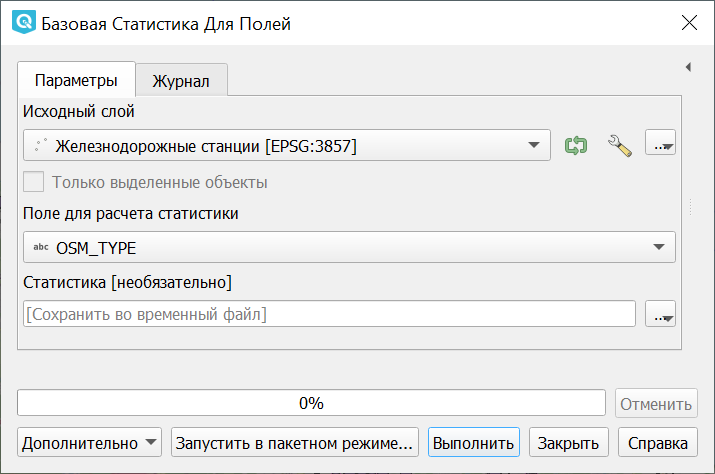 Базовая Статистика Для Полей
Параметры
Журнал
Исходный слой
Железнодорожные станции [EPSG:3857]
...
Только выделенные объекты
Поле для расчета статистики
abc OSM_TYPE
Статистика [необязательно]
[Сохранить во временный файл]
...
0%
Отменить
Дополнительно
Запустить в пакетном режиме...
Выполнить
Закрыть
Справка